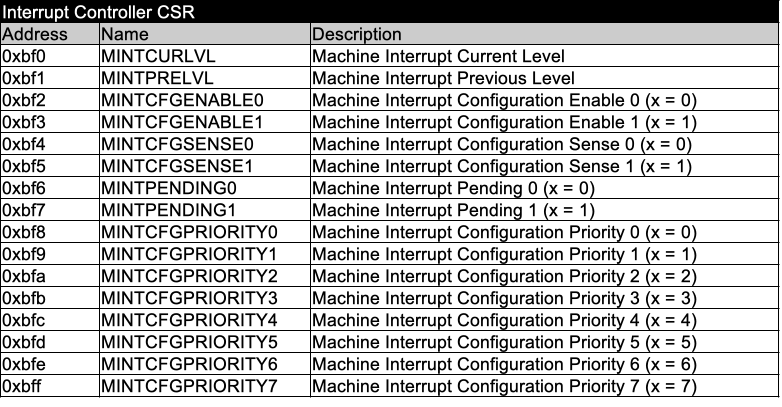 Interrupt Controller CSR
Address Name Description
0xbf0 MINTCURLVL Machine Interrupt Current Level
0xbf1 MINTPRELVL Machine Interrupt Previous Level
0xbf2 MINTCFGENABLE0 Machine Interrupt Configuration Enable 0 (x = 0)
0xbf3 MINTCFGENABLE1 Machine Interrupt Configuration Enable 1 (x = 1)
0xbf4 MINTCFGSENSE0 Machine Interrupt Configuration Sense 0 (x = 0)
0xbf5 MINTCFGSENSE1 Machine Interrupt Configuration Sense 1 (x = 1)
0xbf6 MINTPENDING0 Machine Interrupt Pending 0 (x = 0)
0xbf7 MINTPENDING1 Machine Interrupt Pending 1 (x = 1)
0xbf8 MINTCFGPRIORITY0 Machine Interrupt Configuration Priority 0 (x = 0)
0xbf9 MINTCFGPRIORITY1 Machine Interrupt Configuration Priority 1 (x = 1)
0xbfa MINTCFGPRIORITY2 Machine Interrupt Configuration Priority 2 (x = 2)
0xbfb MINTCFGPRIORITY3 Machine Interrupt Configuration Priority 3 (x = 3)
0xbfc MINTCFGPRIORITY4 Machine Interrupt Configuration Priority 4 (x = 4)
0xbfd MINTCFGPRIORITY5 Machine Interrupt Configuration Priority 5 (x = 5)
0xbfe MINTCFGPRIORITY6 Machine Interrupt Configuration Priority 6 (x = 6)
0xbff MINTCFGPRIORITY7 Machine Interrupt Configuration Priority 7 (x = 7)